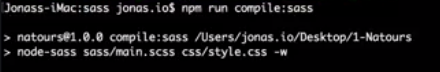 Jonass-iMac:sass jonas.io$ npm run compile:sass
> natours@1.0.0 compile:sass /Users/jonas.io/Desktop/1-Natours
> node-sass sass/main.scss css/style.css -w